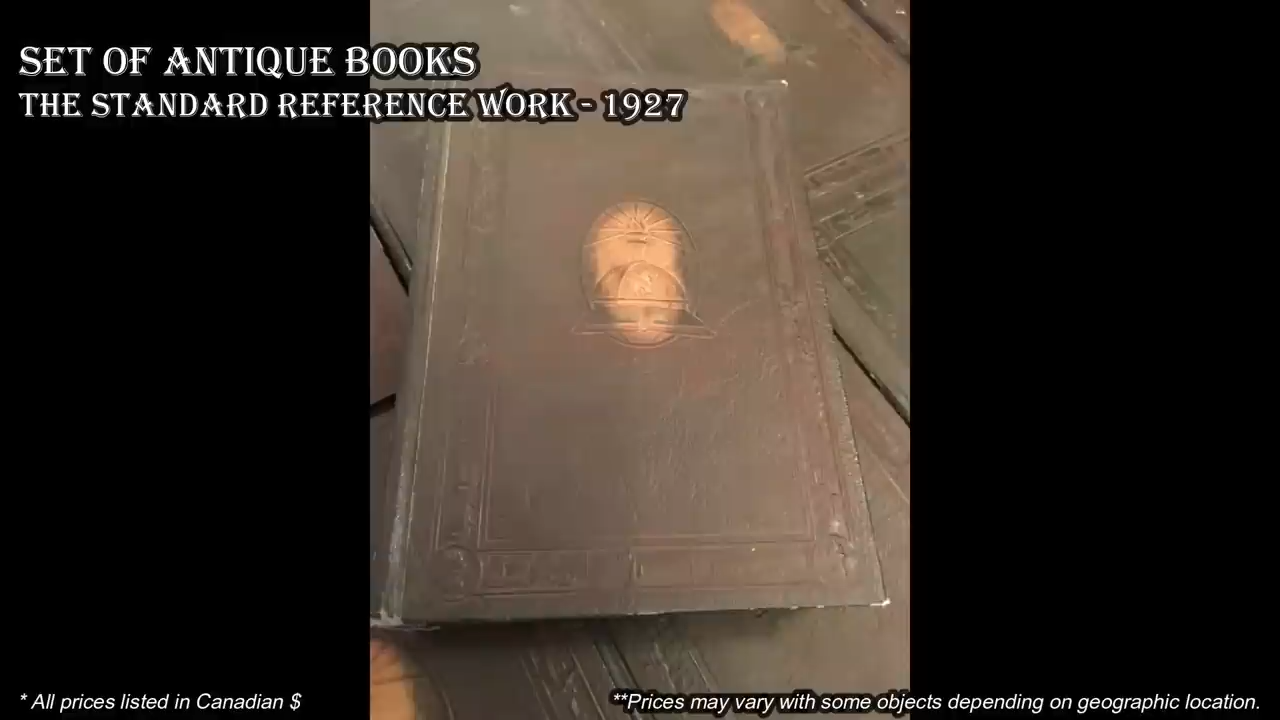 SET OF ANTIQUE BOOKS
THE STANDARD REFERENCE WORK - 1927
* All prices listed in Canadian $
**Prices may vary with some objects depending on geographic location.